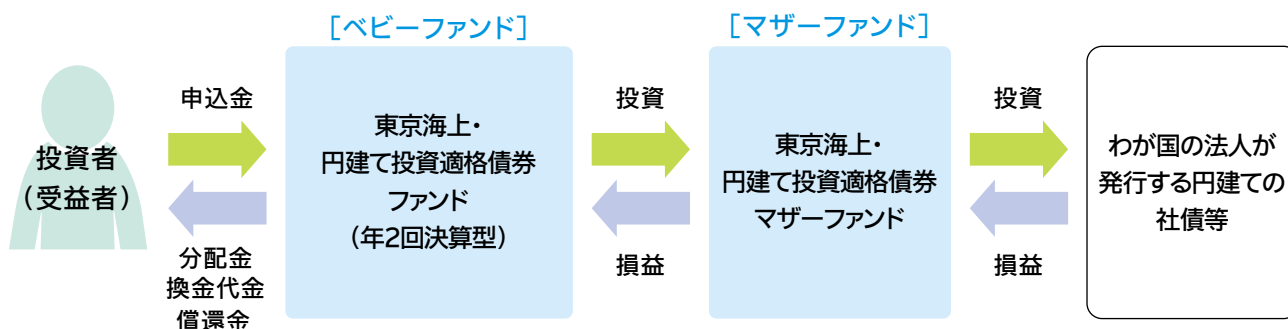 [ベビーファンド]
[マザーファンド]
投資者
(受益者)
申込金
分配金
換金代金
償還金
東京海上・
円建て投資適格債券
ファンド
(年2回決算型)
投資
損益
東京海上・
円建て投資適格債券
マザーファンド
投資
損益
わが国の法人が
発行する円建ての
社債等